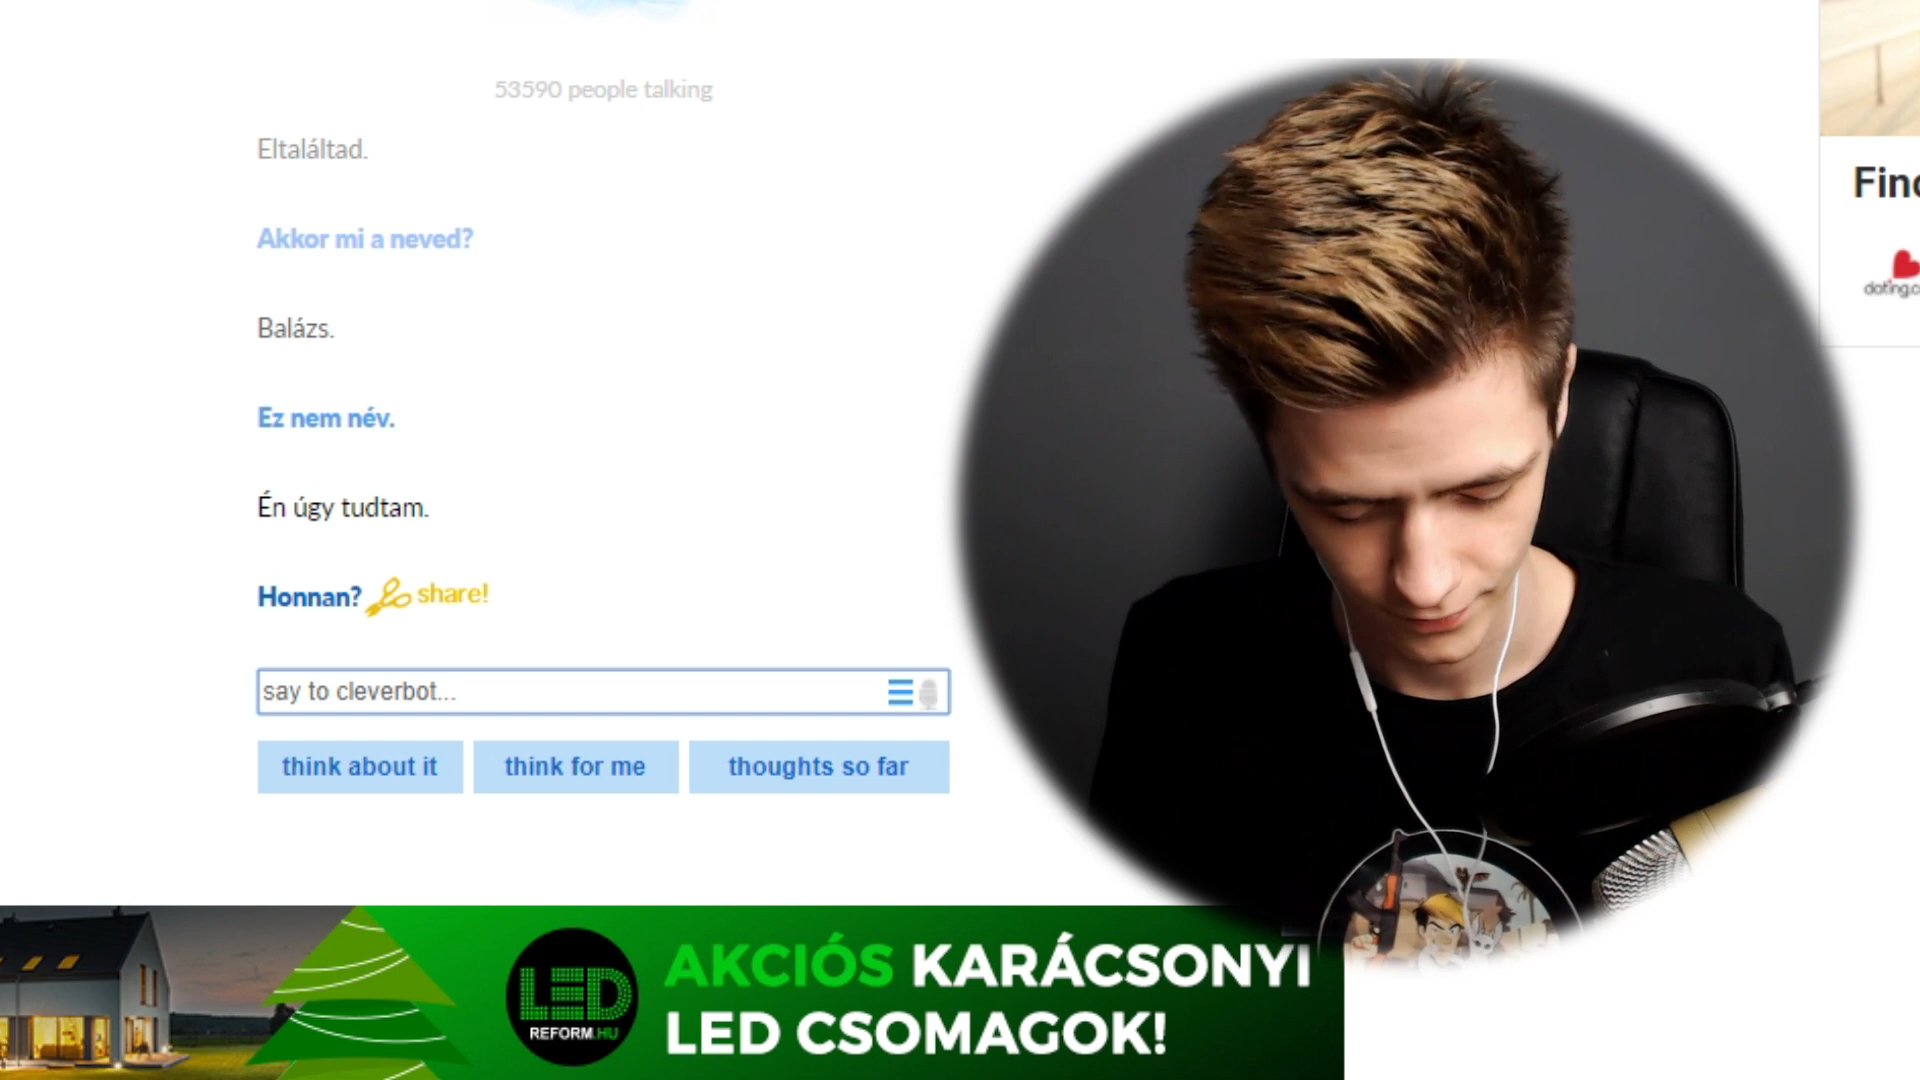 53590 people talking
Eltaláltad.
Akkor mi a neved?
Balázs.
Ez nem név.
Én úgy tudtam.
Honnan? share!
say to cleverbot...
think about it
think for me
thoughts so far
LED
REFORM.HU
AKCIÓS KARÁCSONYI
LED CSOMAGOK!